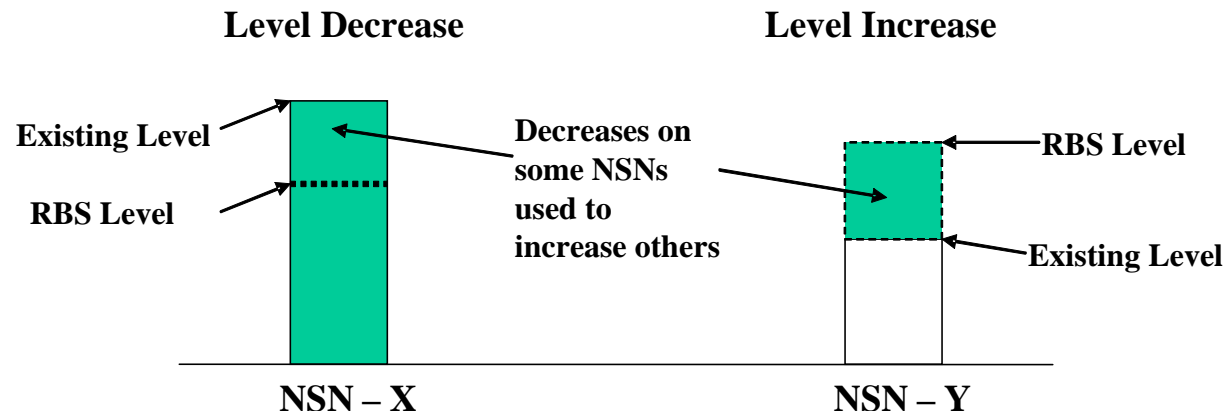 Level Decrease
Level Increase
Existing Level
RBS Level
Decreases on
some NSNs
used to
increase others
RBS Level
Existing Level
NSN – X
NSN – Y